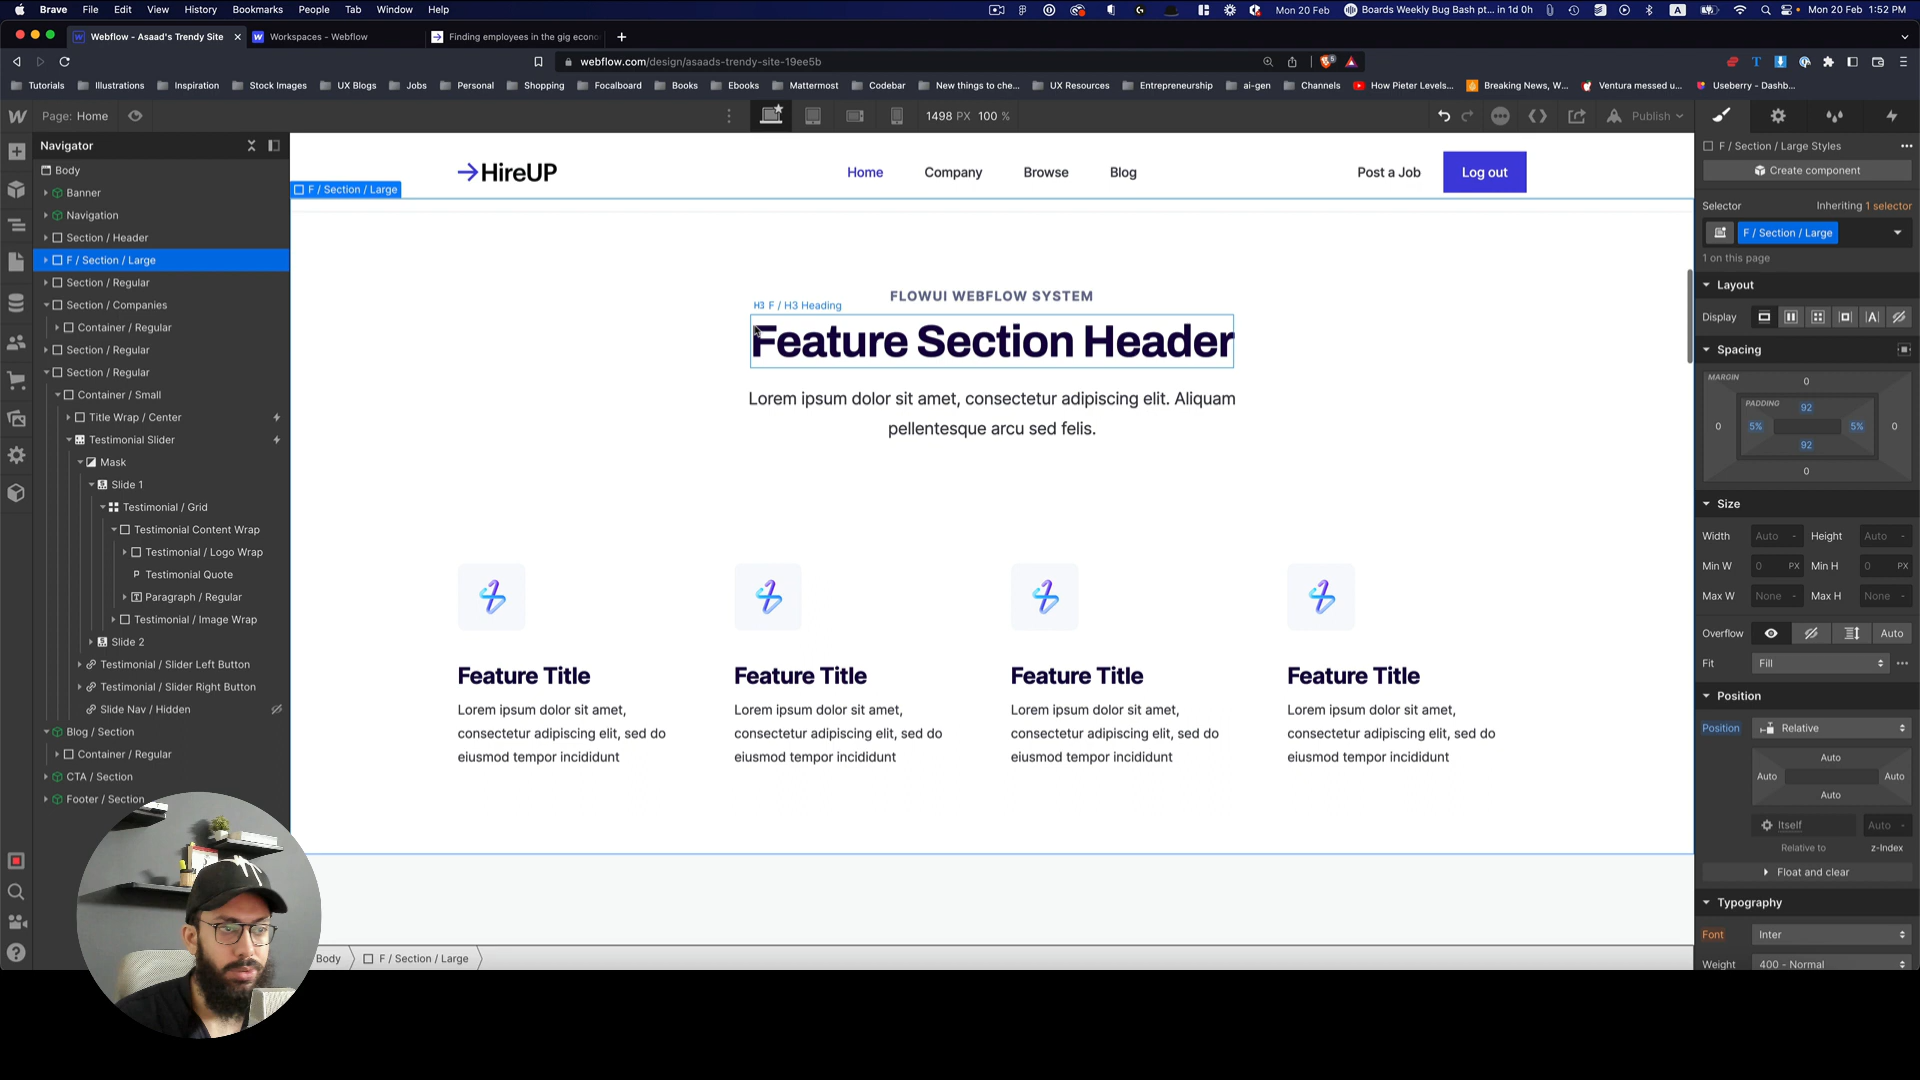 Brave File Edit View History Bookmarks People Tab Window Help
Mon 20 Feb Boards Weekly Bug Bash pt... in 1d 0h A Mon 20 Feb 1:52 PM
Webflow - Asaad's Trendy Site Workspaces - Webflow Finding employees in the gig econo
webflow.com/design/asaads-trendy-site-19ee5b
Tutorials Illustrations Inspiration Stock Images UX Blogs Jobs Personal Shopping Focalboard Books Ebooks Mattermost Codebar New things to che... UX Resources Entrepreneurship ai-gen Channels How Pieter Levels... Breaking News, W... Ventura messed u... Useberry - Dashb...
Page: Home
1498 PX 100 %
Publish
Navigator
Body
Banner
Navigation
Section / Header
F / Section / Large
Section / Regular
Section / Companies
Container / Regular
Section / Regular
Section / Regular
Container / Small
Title Wrap / Center
Testimonial Slider
Mask
Slide 1
Testimonial / Grid
Testimonial Content Wrap
Testimonial / Logo Wrap
P Testimonial Quote
Paragraph / Regular
Testimonial / Image Wrap
Slide 2
Testimonial / Slider Left Button
Testimonial / Slider Right Button
Slide Nav / Hidden
Blog / Section
Container / Regular
CTA / Section
Footer / Section
HireUP
Home Company Browse Blog
Post a Job Log out
F / Section / Large
FLOWUI WEBFLOW SYSTEM
H3 F / H3 Heading
Feature Section Header
Lorem ipsum dolor sit amet, consectetur adipiscing elit. Aliquam
pellentesque arcu sed felis.
Feature Title
Lorem ipsum dolor sit amet,
consectetur adipiscing elit, sed do
eiusmod tempor incididunt
Feature Title
Lorem ipsum dolor sit amet,
consectetur adipiscing elit, sed do
eiusmod tempor incididunt
Feature Title
Lorem ipsum dolor sit amet,
consectetur adipiscing elit, sed do
eiusmod tempor incididunt
Feature Title
Lorem ipsum dolor sit amet,
consectetur adipiscing elit, sed do
eiusmod tempor incididunt
Body F / Section / Large
F / Section / Large Styles
Create component
Selector Inheriting 1 selector
F / Section / Large
1 on this page
Layout
Display
Spacing
MARGIN 0
PADDING 92
0 5% 5% 0
92
0
Size
Width Auto - Height Auto -
Min W 0 PX Min H 0 PX
Max W None - Max H None -
Overflow Auto
Fit Fill
Position
Position Relative
Auto
Auto Auto
Auto
Itself Auto -
Relative to z-Index
Float and clear
Typography
Font Inter
Weight 400 - Normal